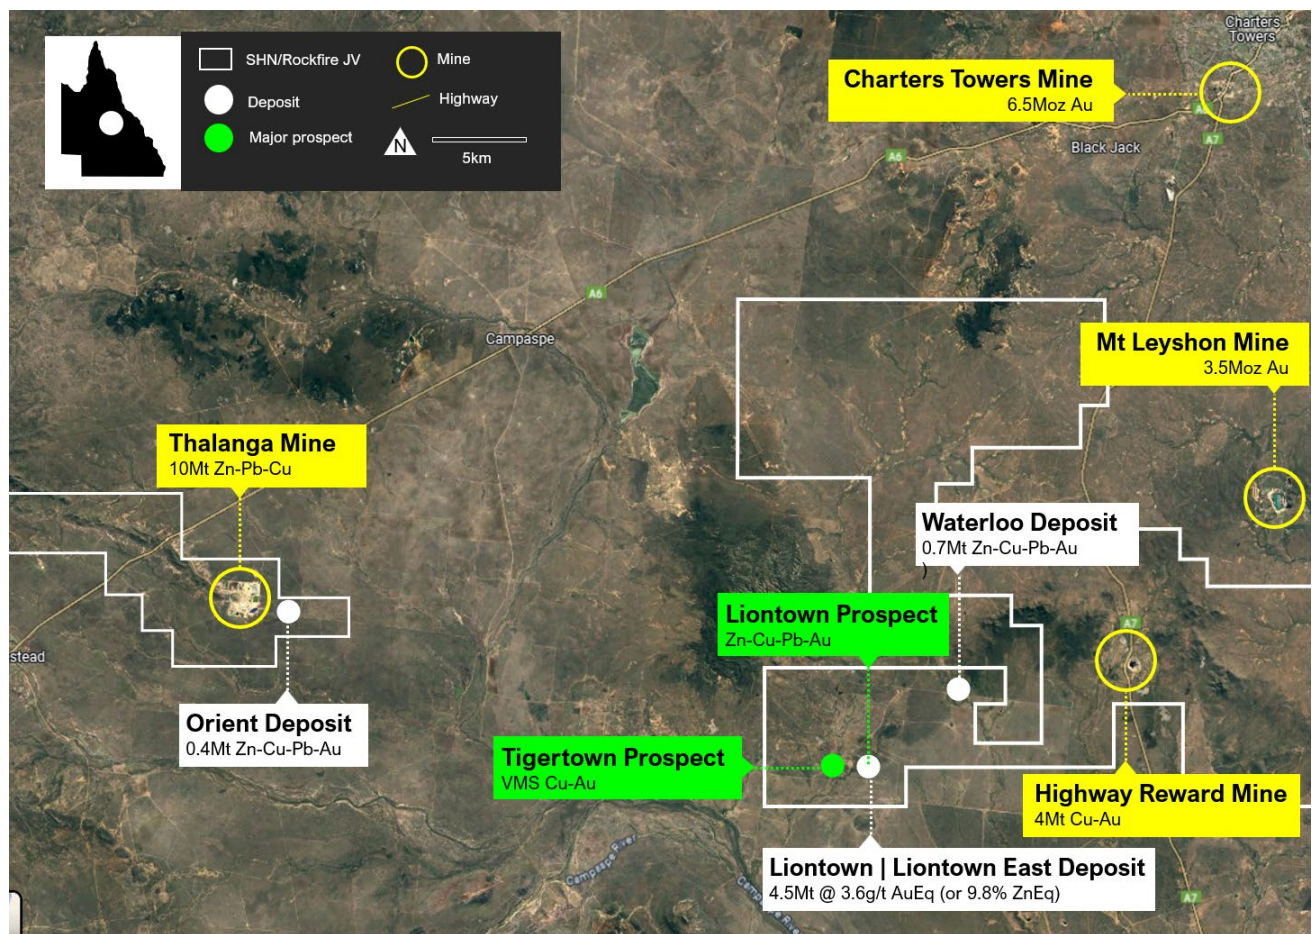 SHN/Rockfire JV
Mine
Deposit
Highway
Major prospect
N
5km
Charters
Towers
Charters Towers Mine
6.5Moz Au
A7
Black Jack
A6
A6
Campaspe
Mt Leyshon Mine
3.5Moz Au
Thalanga Mine
10Mt Zn-Pb-Cu
Waterloo Deposit
0.7Mt Zn-Cu-Pb-Au
)
Liontown Prospect
Zn-Cu-Pb-Au
A7
stead
Orient Deposit
0.4Mt Zn-Cu-Pb-Au
Tigertown Prospect
VMS Cu-Au
Highway Reward Mine
4Mt Cu-Au
Campaspe River
Liontown | Liontown East Deposit
4.5Mt @ 3.6g/t AuEq (or 9.8% ZnEq)
A7